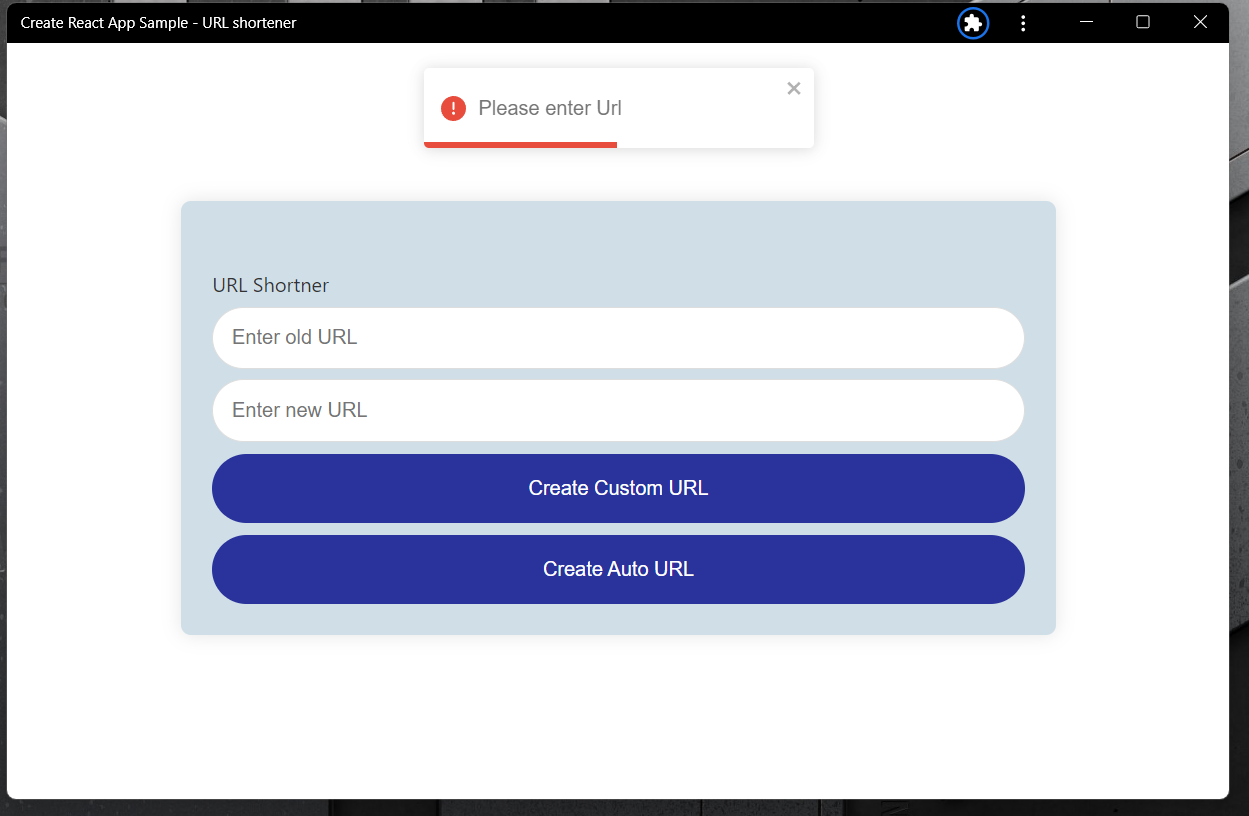 Create React App Sample - URL shortener
Please enter Url
URL Shortner
Enter old URL
Enter new URL
Create Custom URL
Create Auto URL